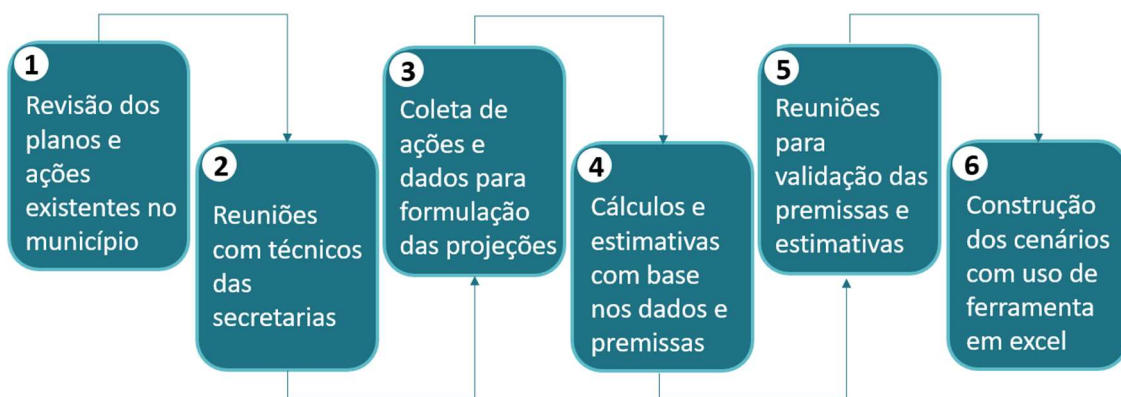 1
Revisão dos
planos e
ações
existentes no
município
2
Reuniões
com técnicos
das
secretarias
3
Coleta de
ações e
dados para
formulação
das projeções
4
Cálculos e
estimativas
com base
nos dados e
premissas
5
Reuniões
para
validação das
premissas e
estimativas
6
Construção
dos cenários
com uso de
ferramenta
em excel